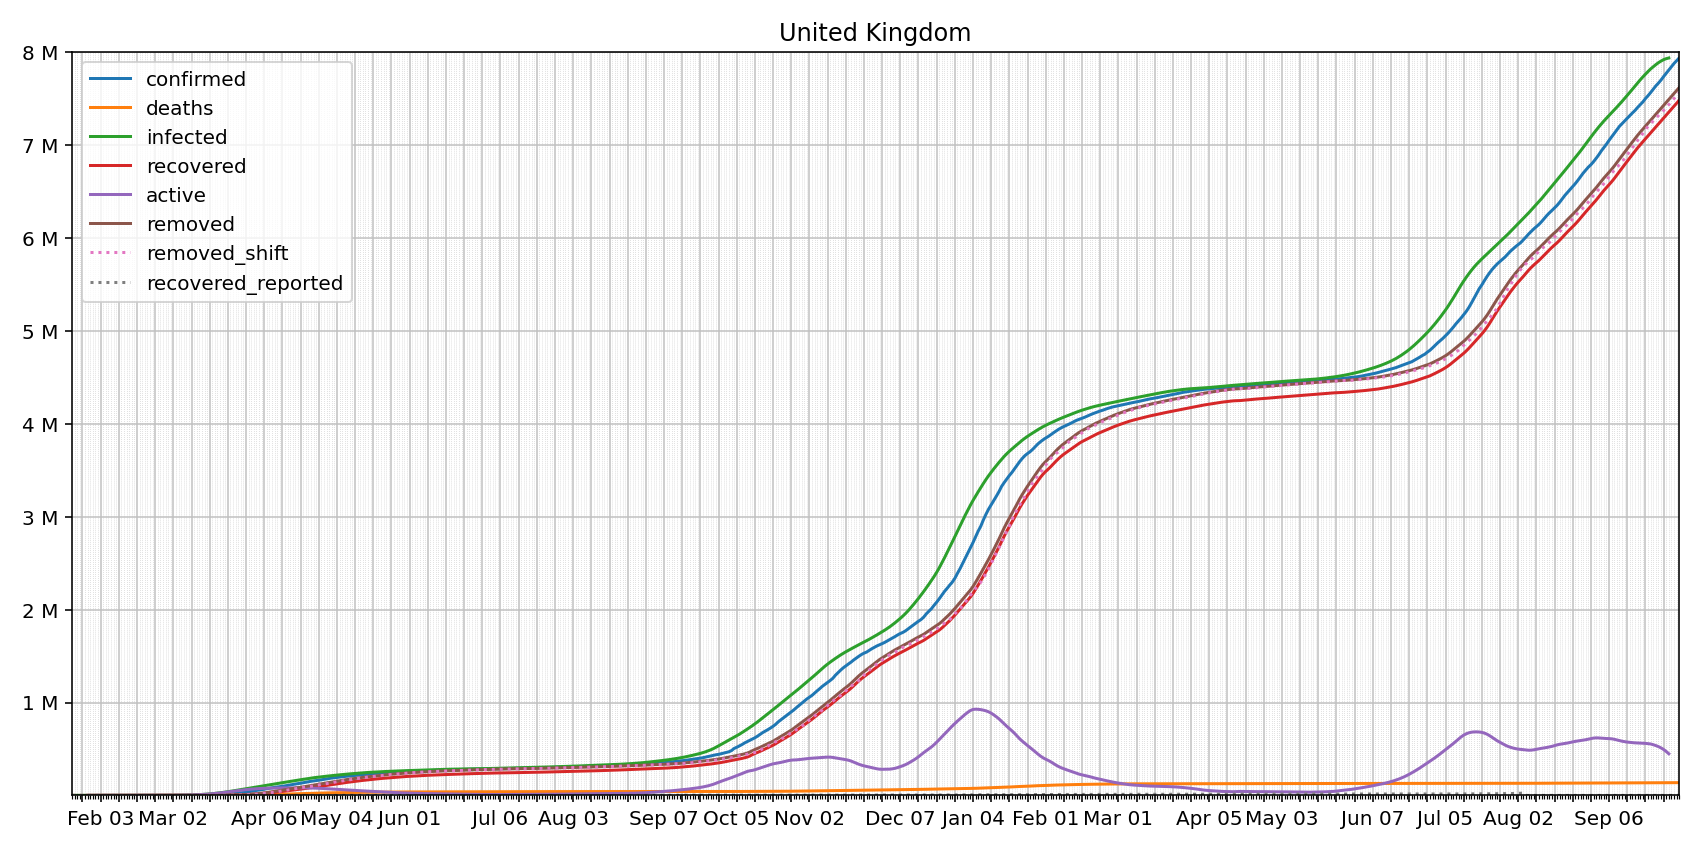 United Kingdom
8 M
7 M
6 M
5 M
4 M
3 M
2 M
1 M
confirmed
deaths
infected
recovered
active
removed
removed_shift
recovered_reported
Feb 03 Mar 02 Apr 06 May 04 Jun 01 Jul 06 Aug 03 Sep 07 Oct 05 Nov 02 Dec 07 Jan 04 Feb 01 Mar 01 Apr 05 May 03 Jun 07 Jul 05 Aug 02 Sep 06